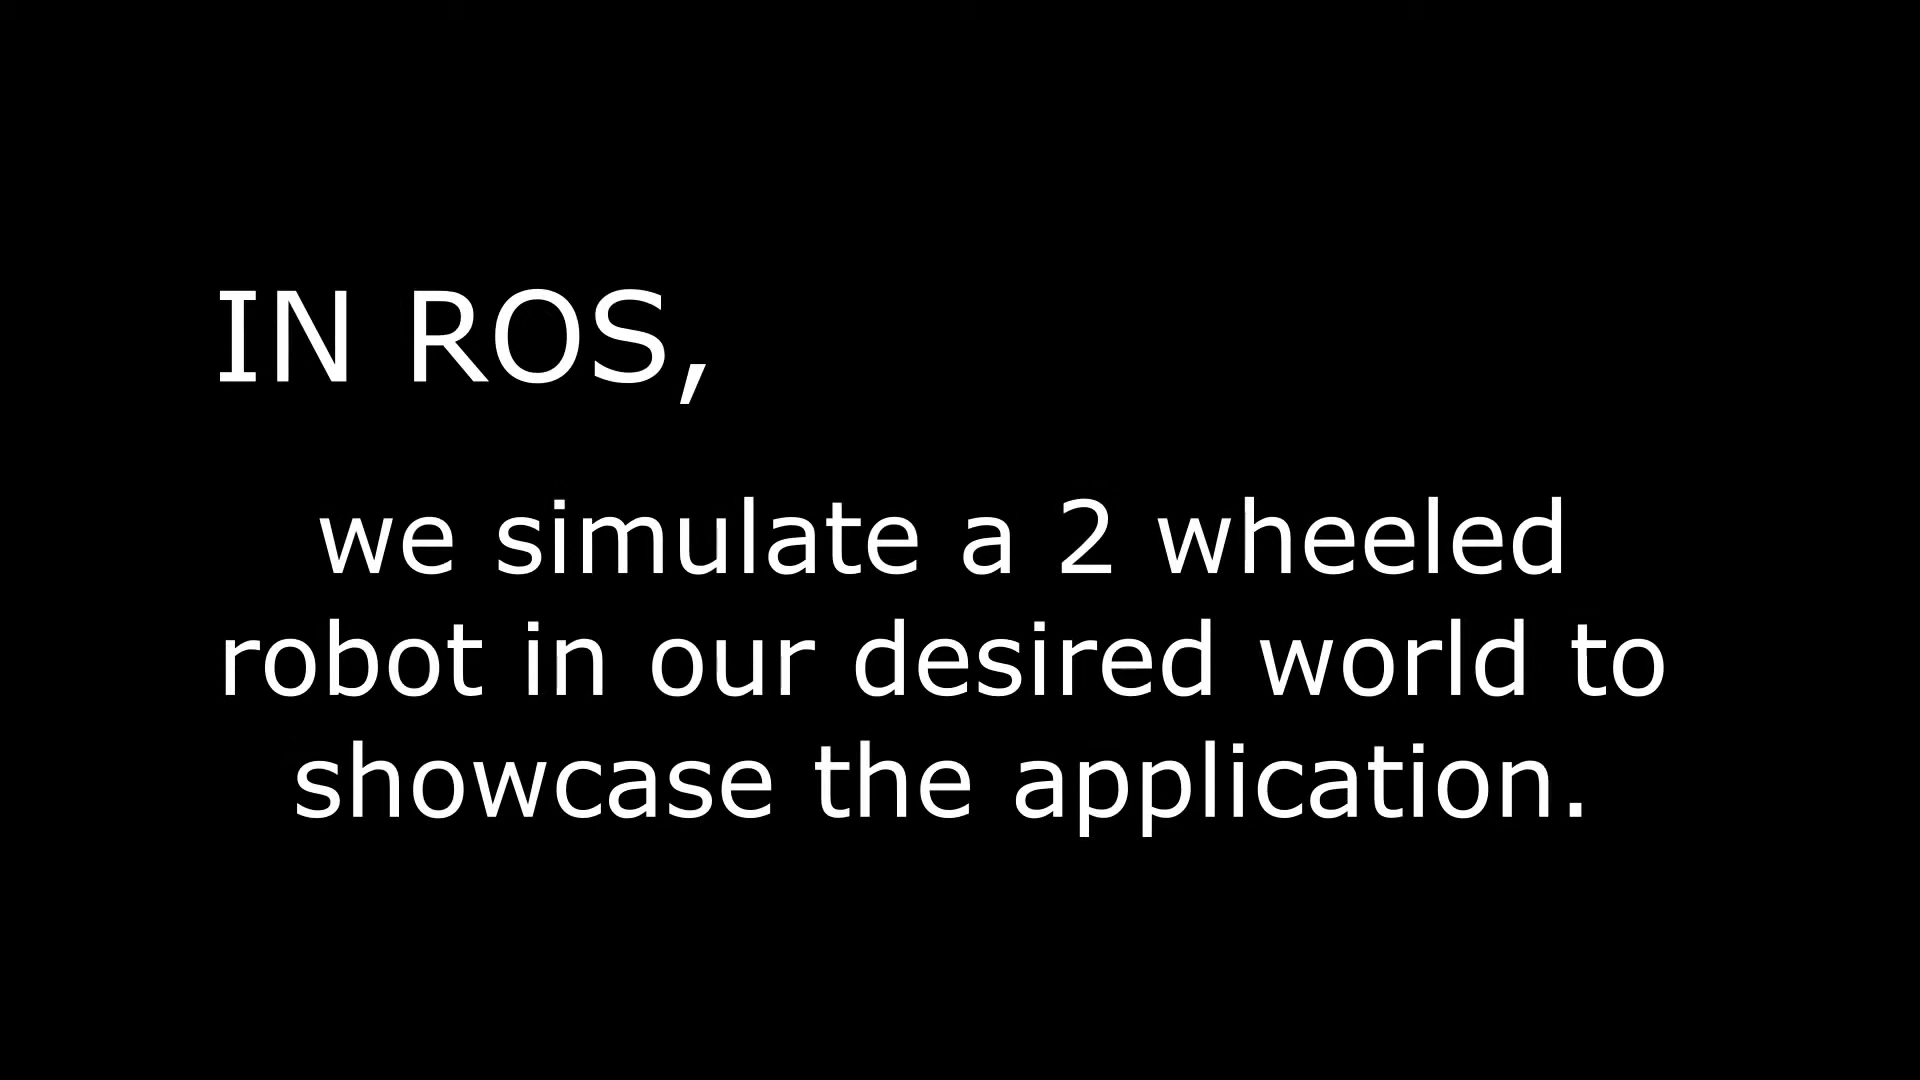 IN ROS,
we simulate a 2 wheeled
robot in our desired world to
showcase the application.